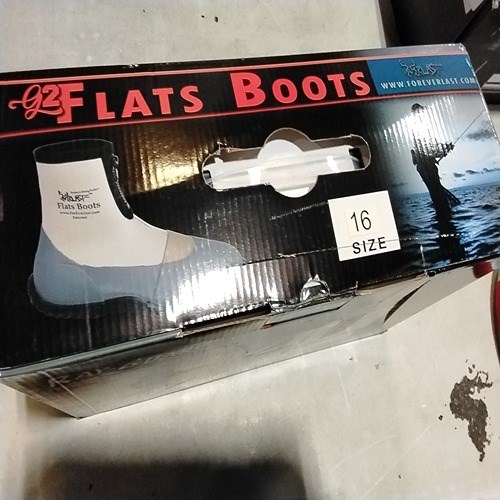 G2 FLATS BOOTS
WWW.FOREVERLAST.COM
Flats Boots
16
SIZE